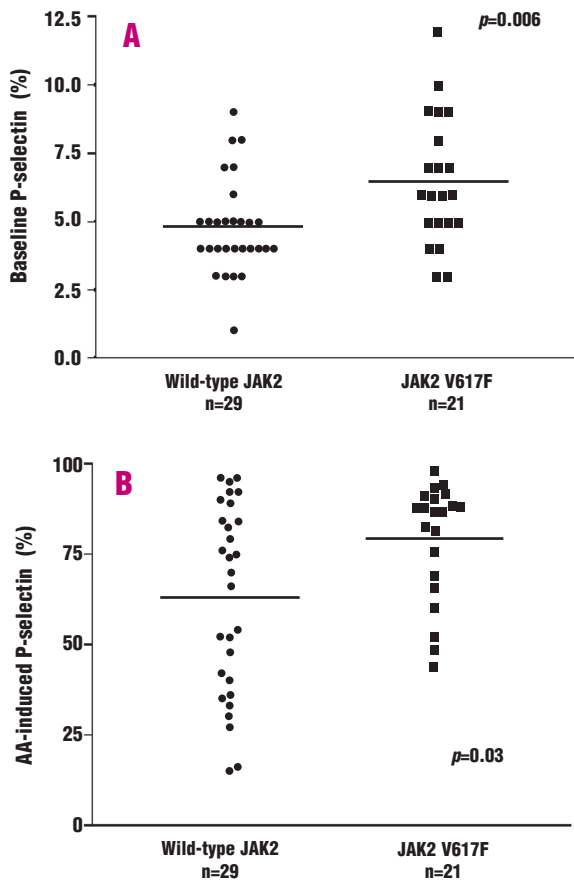 A
p=0.006
Baseline P-selectin (%)
12.5
10.0
7.5
5.0
2.5
0.0
Wild-type JAK2
n=29
JAK2 V617F
n=21
B
AA-induced P-selectin (%)
100
75
50
25
0
p=0.03
Wild-type JAK2
n=29
JAK2 V617F
n=21